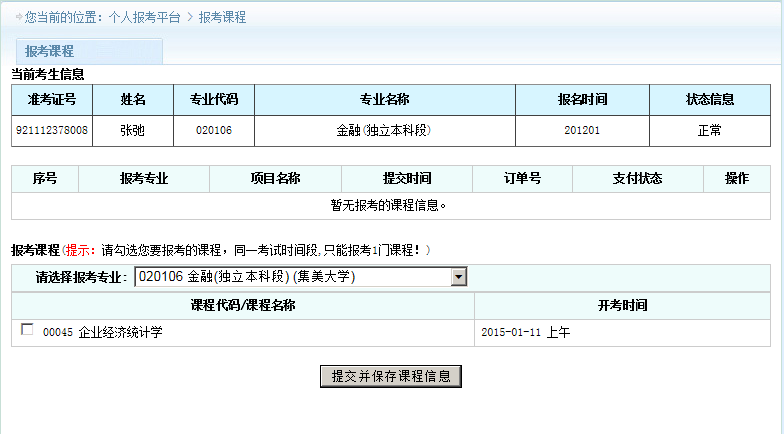 您当前的位置：个人报考平台 > 报考课程
报考课程
当前考生信息
准考证号 姓名 专业代码 专业名称 报名时间 状态信息
921112378008 张弛 020106 金融(独立本科段) 201201 正常
序号 报考专业 项目名称 提交时间 订单号 支付状态 操作
暂无报考的课程信息。
报考课程(提示：请勾选您要报考的课程，同一考试时间段,只能报考1门课程！)
请选择报考专业： 020106 金融(独立本科段) (集美大学)
课程代码/课程名称 开考时间
00045 企业经济统计学 2015-01-11 上午
提交并保存课程信息